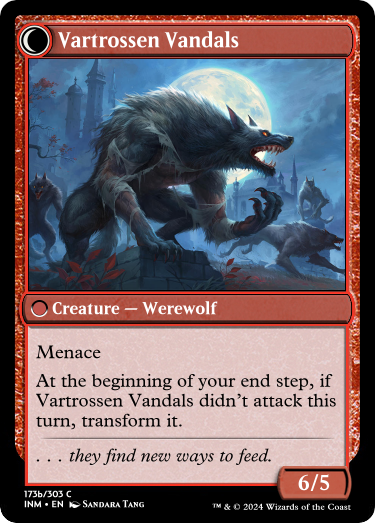 Vartrossen Vandals
Creature — Werewolf
Menace
At the beginning of your end step, if
Vartrossen Vandals didn’t attack this
turn, transform it.
. . . they find new ways to feed.
6/5
173b/303 C
INM • EN SANDARA TANG
™ & © 2024 Wizards of the Coast